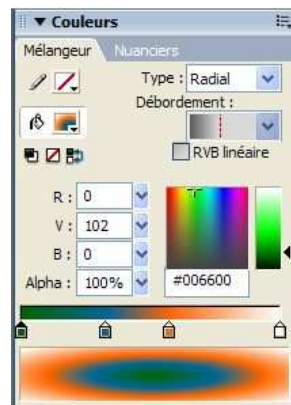 Couleurs
Mélangeur Nuanciers
Type : Radial
Débordement :
RVB linéaire
R : 0
V : 102
B : 0
Alpha : 100% #006600